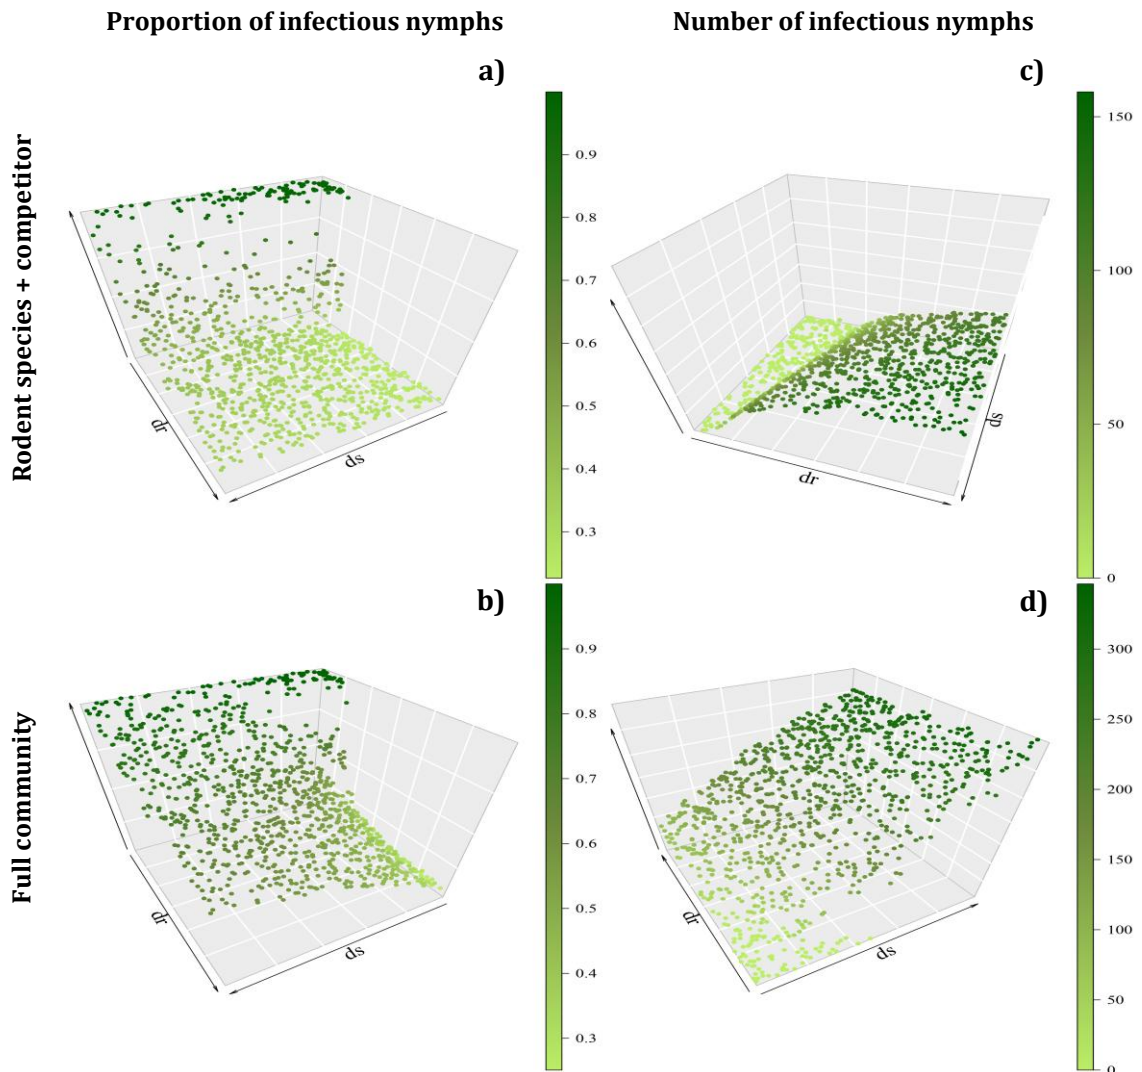 Proportion of infectious nymphs
Number of infectious nymphs
Rodent species + competitor
a)
dr
ds
0.9
0.8
0.7
0.6
0.5
0.4
0.3
c)
dr
ds
150
100
50
0
Full community
b)
dr
ds
0.9
0.8
0.7
0.6
0.5
0.4
0.3
d)
dr
ds
300
250
200
150
100
50
0